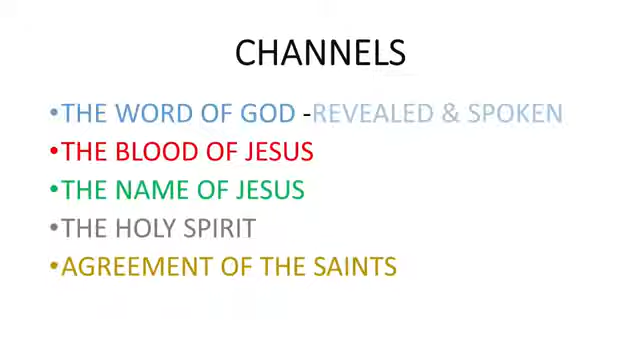 CHANNELS
•THE WORD OF GOD -REVEALED & SPOKEN
•THE BLOOD OF JESUS
•THE NAME OF JESUS
•THE HOLY SPIRIT
•AGREEMENT OF THE SAINTS